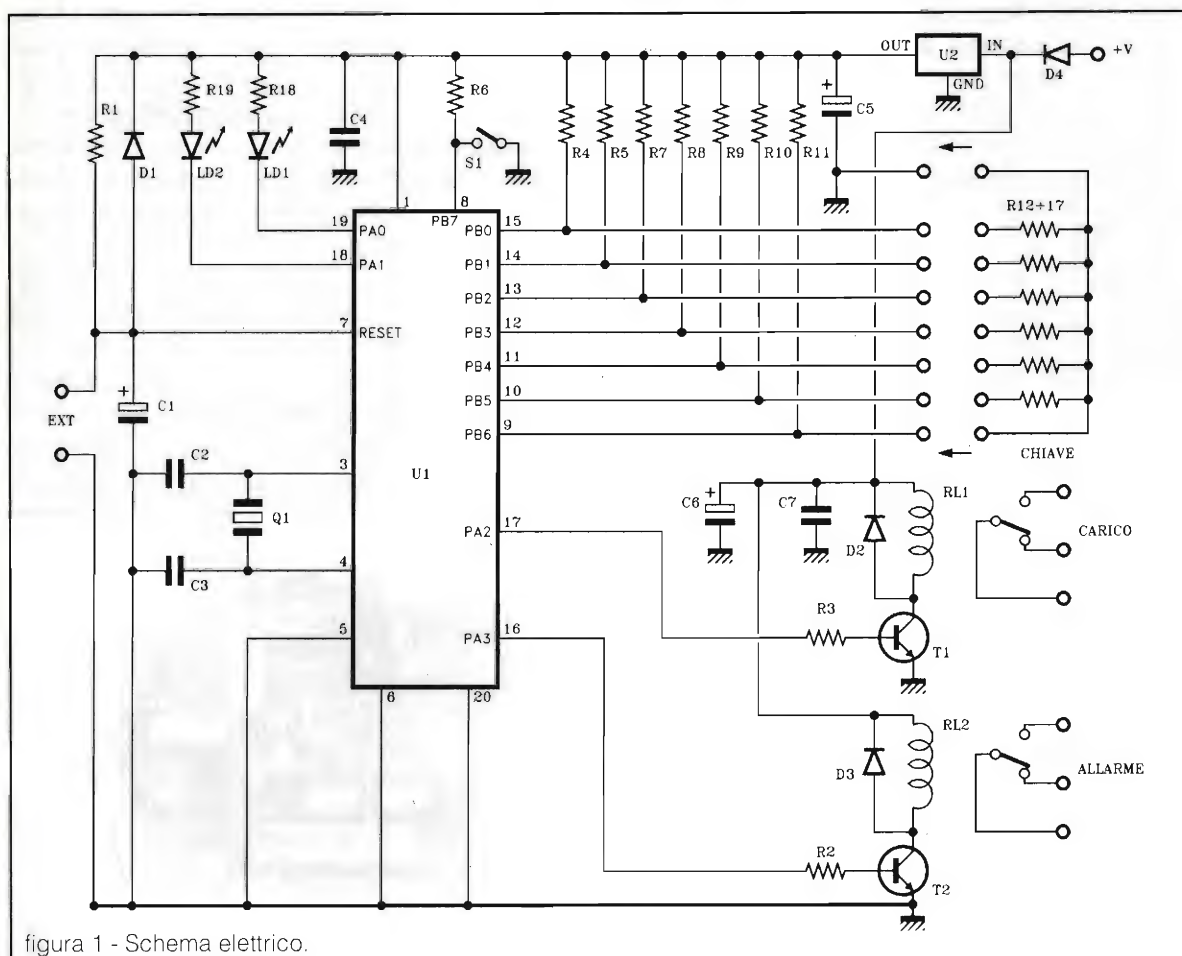 OUT U2 IN +V
GND D4
R1 R19 R18 C4 R6 C5
S1 R4 R5 R7 R8 R9 R10 R11
D1 LD2 LD1
1 8
PB7
R12÷17
19 PA0 PB0 15
18 PA1 PB1 14
PB2 13
7 RESET PB3 12
PB4 11
EXT + C1 PB5 10
PB6 9
CHIAVE
C2 3 U1
Q1
C3 4
+ C6 C7 D2 RL1
CARICO
PA2 17
R3 T1
5 PA3 16
6 20
RL2
D3 ALLARME
R2 T2
+
figura 1 - Schema elettrico.